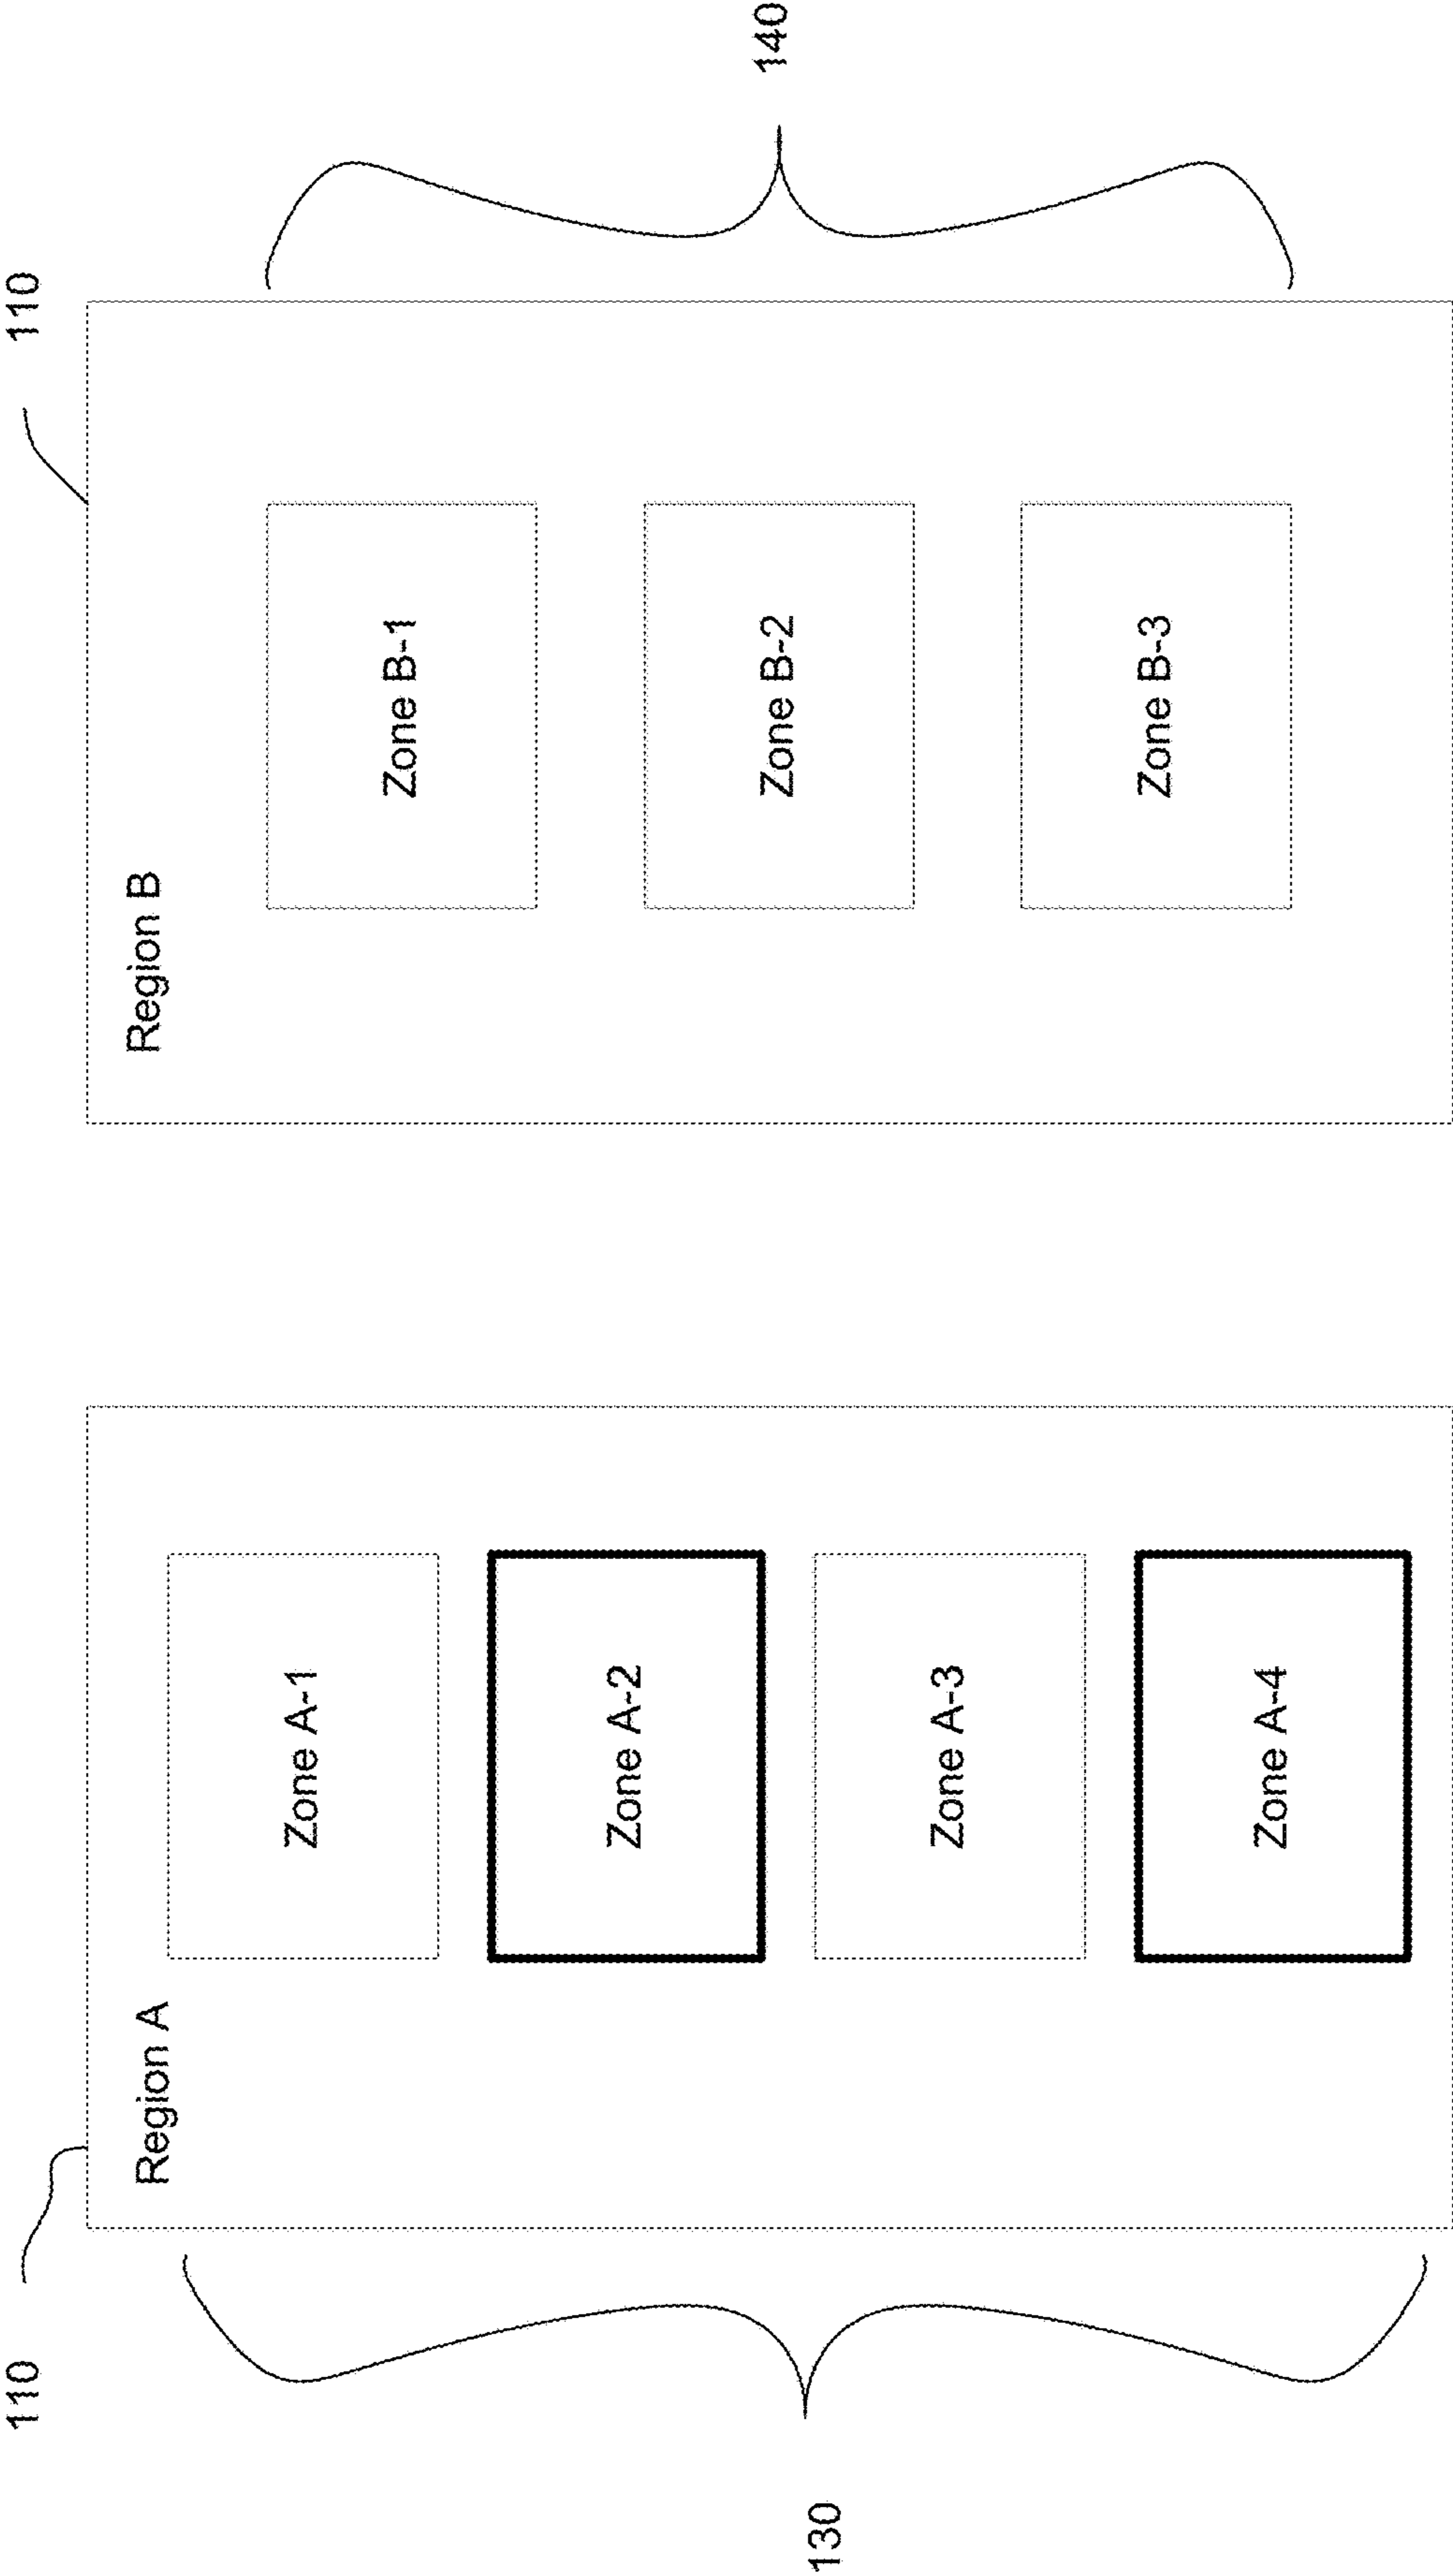 110
Region A
Zone A-1
Zone A-2
Zone A-3
Zone A-4
130
110
Region B
Zone B-1
Zone B-2
Zone B-3
140